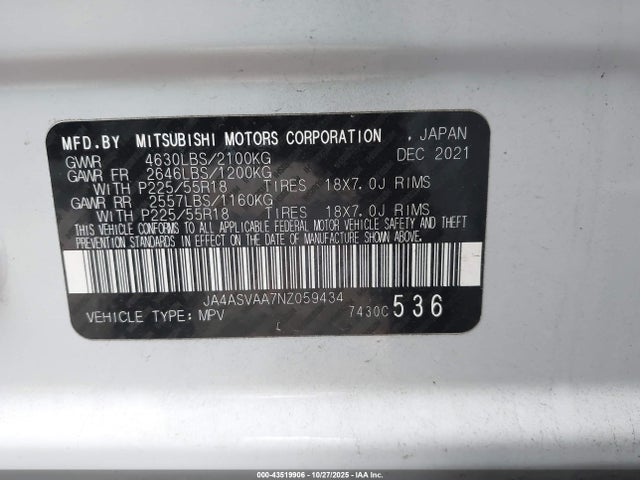 MFD.BY MITSUBISHI MOTORS CORPORATION , JAPAN
GVWR 4630LBS/2100KG DEC 2021
GAWR FR 2646LBS/1200KG
WITH P225/55R18 TIRES 18X7.0J RIMS
GAWR RR 2557LBS/1160KG
WITH P225/55R18 TIRES 18X7.0J RIMS
THIS VEHICLE CONFORMS TO ALL APPLICABLE FEDERAL MOTOR VEHICLE SAFETY AND THEFT
PREVENTION STANDARDS IN EFFECT ON THE DATE OF MANUFACTURE SHOWN ABOVE.
JA4ASVAA7NZ059434
VEHICLE TYPE: MPV 7430C 536
000-43519906 - 10/27/2025 - IAA Inc.